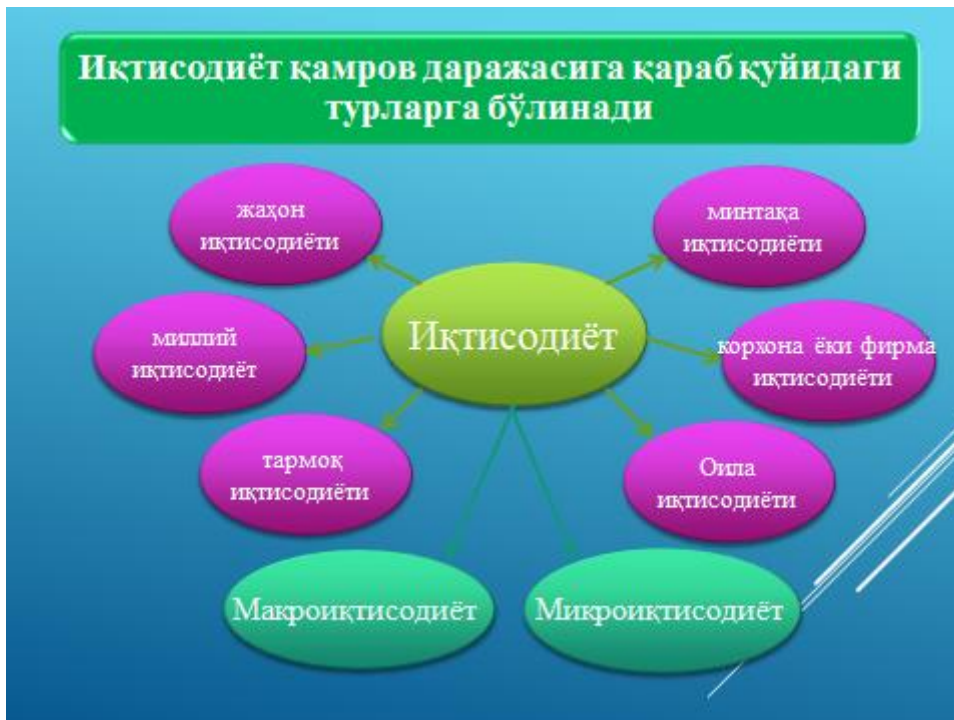 Иқтисодиёт қамров даражасига қараб қуйидаги
турларга бўлинади
жаҳон
иқтисодиёти
минтақа
иқтисодиёти
Иқтисодиёт
миллий
иқтисодиёт
корхона ёки фирма
иқтисодиёти
тармоқ
иқтисодиёти
Оила
иқтисодиёти
Макроиқтисодиёт
Микроиқтисодиёт